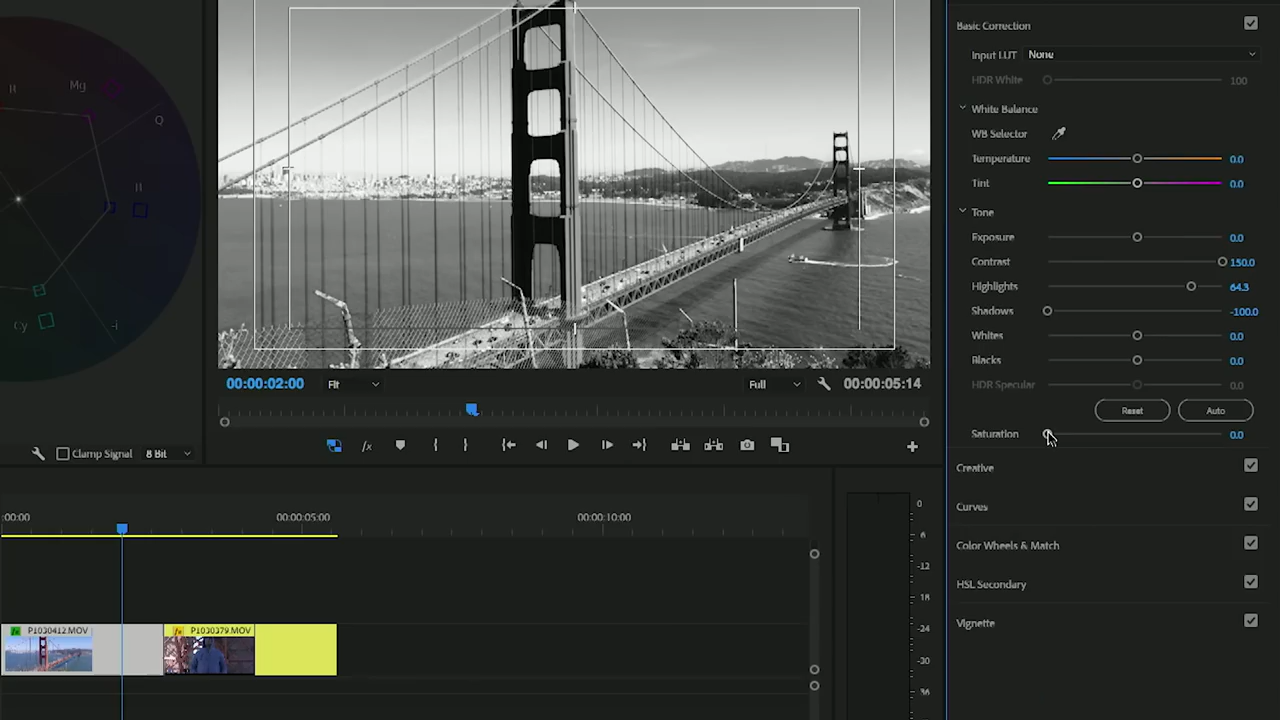 Basic Correction
Input LUT None
HDR White 100
White Balance
WB Selector
Temperature 0.0
Tint 0.0
Tone
Exposure 0.0
Contrast 150.0
Highlights 64.3
Shadows -100.0
Whites 0.0
Blacks 0.0
HDR Specular 0.0
Reset Auto
Saturation 0.0
Creative
Curves
Color Wheels & Match
HSL Secondary
Vignette
R Mg
Q
Cy -I
Clamp Signal 8 Bit
00:00:02:00 Fit Full 00:00:05:14
fx
:00:00 00:00:05:00 00:00:10:00
fx P1030412.MOV fx P1030379.MOV
0
-6
-12
-18
-24
-30
-36